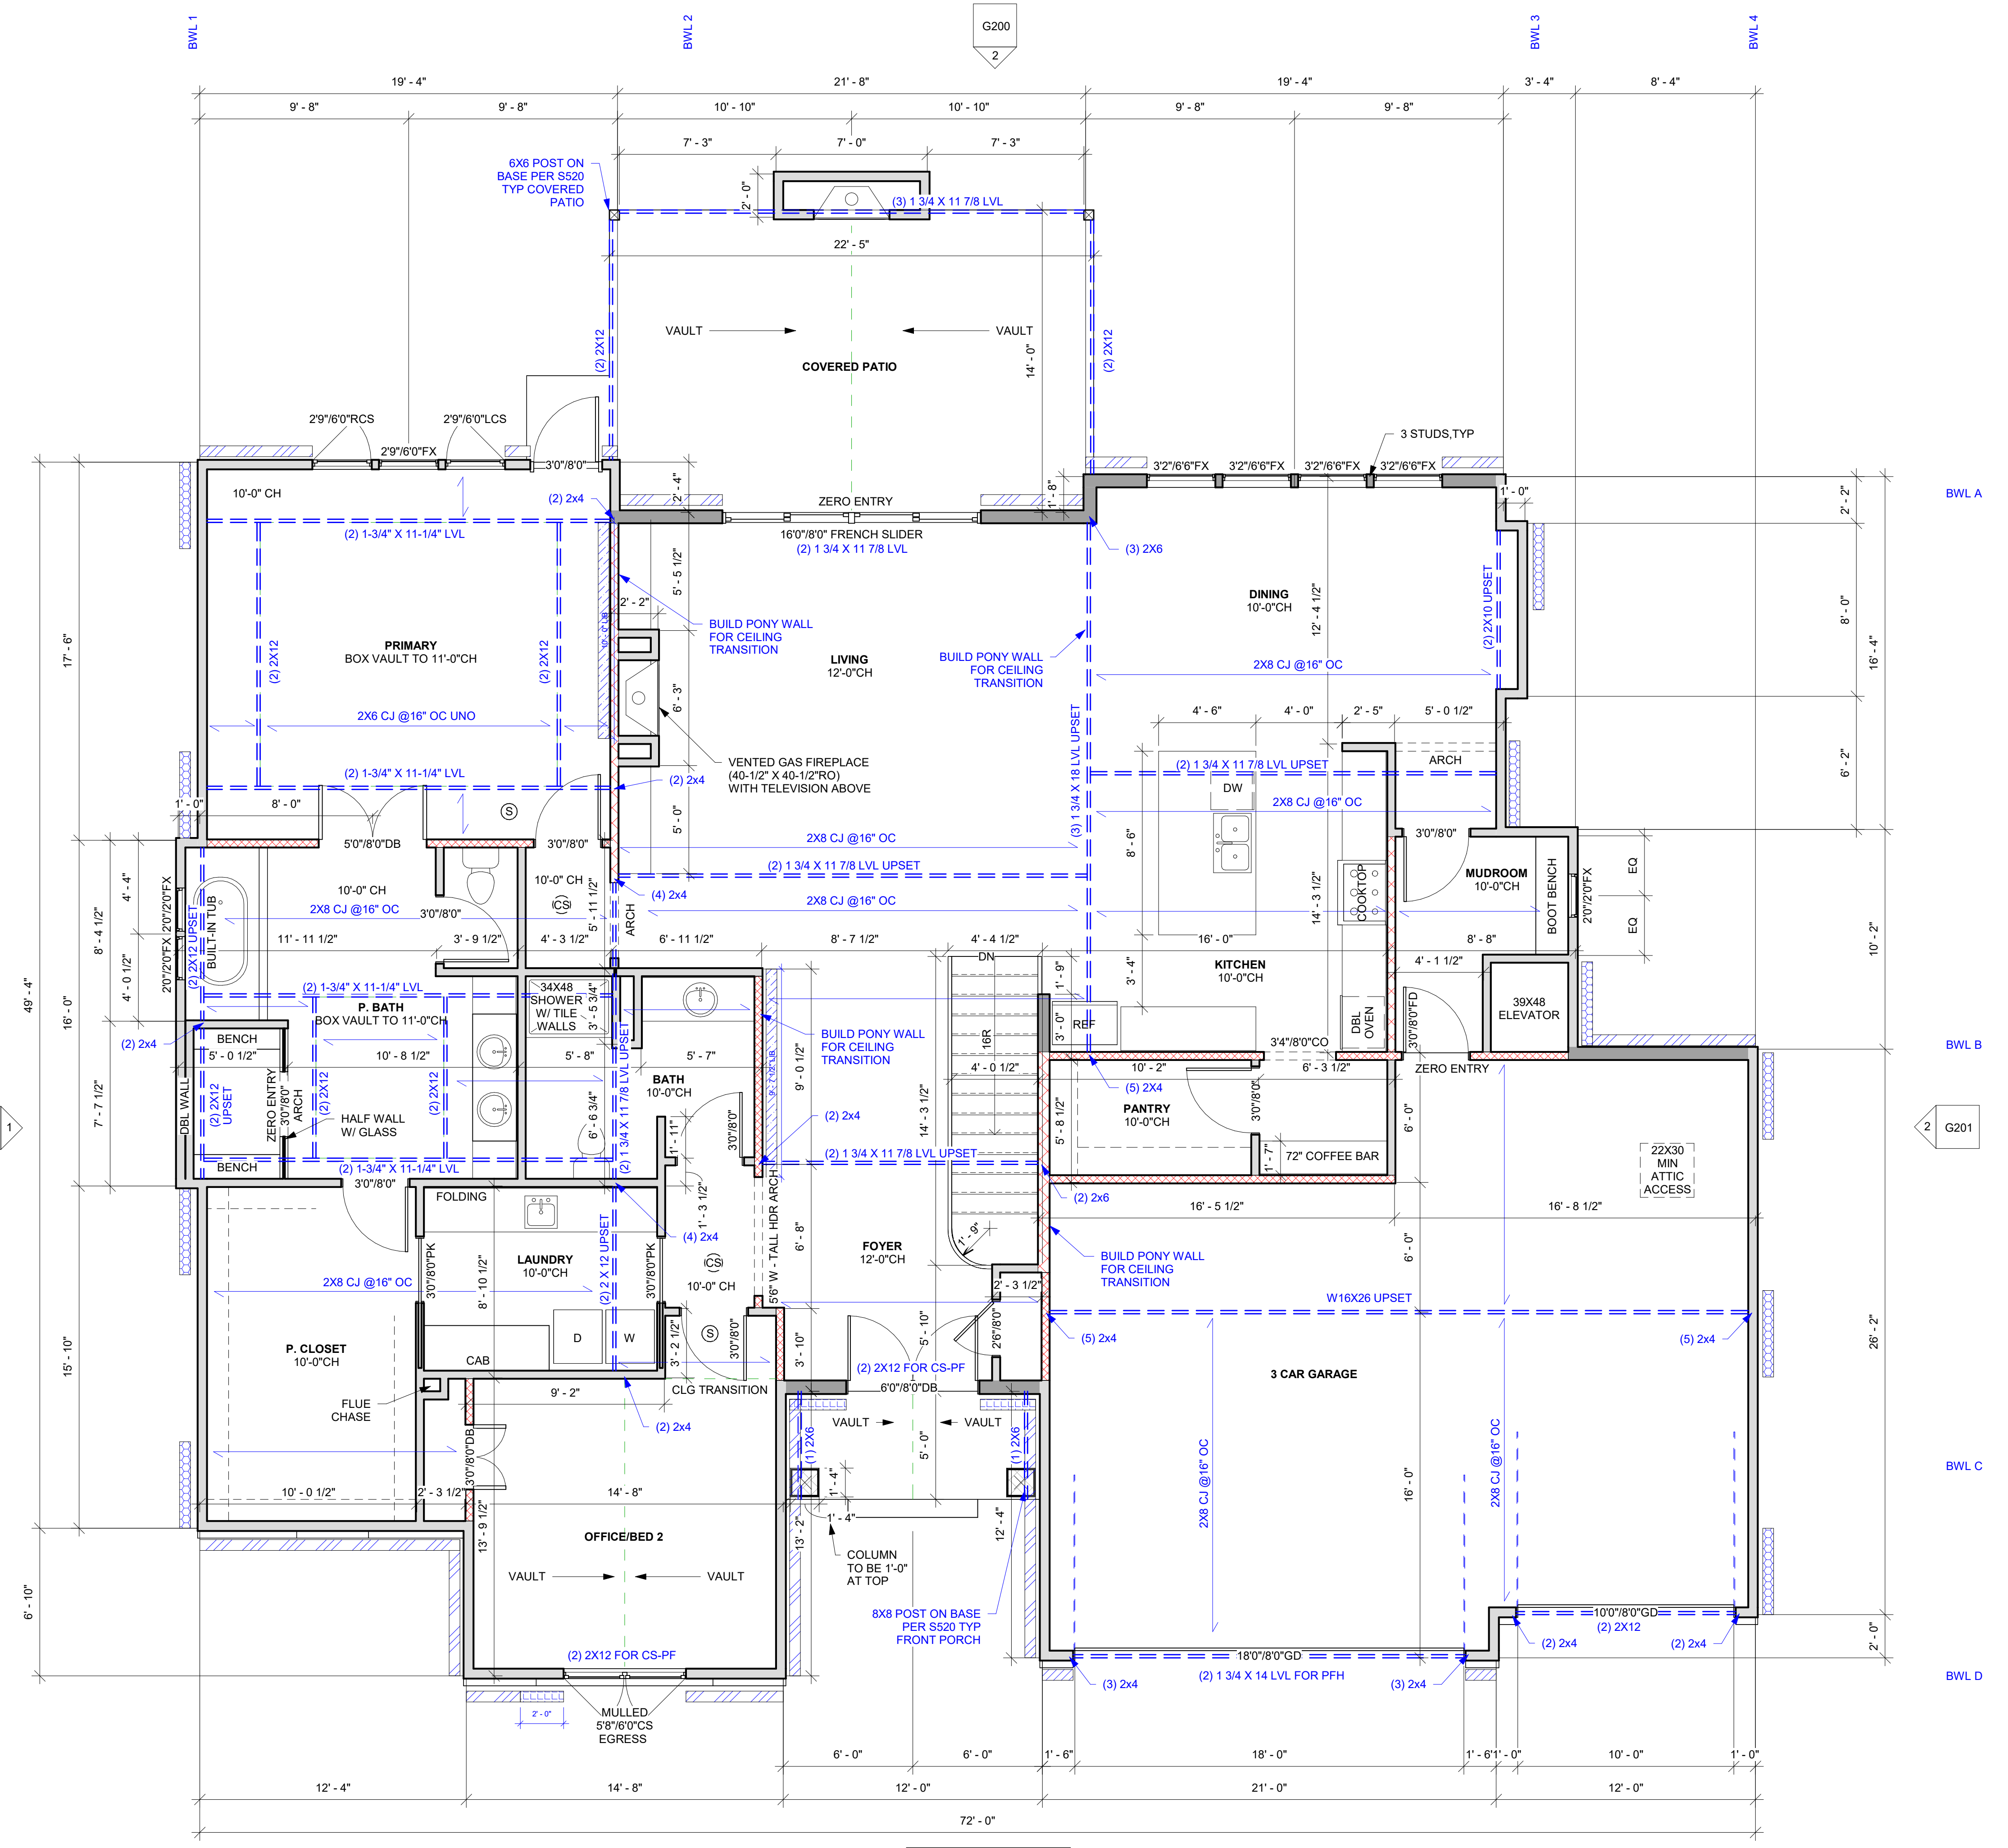 BWL 1
BWL 2
G200
2
BWL 3
BWL 4
19' - 4"
21' - 8"
19' - 4"
3' - 4"
8' - 4"
9' - 8"
9' - 8"
10' - 10"
10' - 10"
9' - 8"
9' - 8"
7' - 3"
7' - 0"
7' - 3"
6X6 POST ON
BASE PER S520
TYP COVERED
PATIO
2' - 0"
(3) 1 3/4 X 11 7/8 LVL
22' - 5"
VAULT
VAULT
(2) 2X12
(2) 2X12
14' - 0"
COVERED PATIO
2'9"/6'0"RCS
2'9"/6'0"LCS
2'9"/6'0"FX
3'0"/8'0"
3 STUDS,TYP
3'2"/6'6"FX
3'2"/6'6"FX
3'2"/6'6"FX
3'2"/6'6"FX
10'-0" CH
(2) 2x4
2' - 4"
ZERO ENTRY
1' - 8"
1' - 0"
2' - 2"
BWL A
(2) 1-3/4" X 11-1/4" LVL
16'0"/8'0" FRENCH SLIDER
(2) 1 3/4 X 11 7/8 LVL
(3) 2X6
5' - 5 1/2"
2' - 2"
DINING
10'-0"CH
12' - 4 1/2"
(2) 2X10 UPSET
8' - 0"
16' - 4"
17' - 6"
49' - 4"
PRIMARY
BOX VAULT TO 11'-0"CH
(2) 2X12
(2) 2X12
BUILD PONY WALL
FOR CEILING
TRANSITION
LIVING
12'-0"CH
BUILD PONY WALL
FOR CEILING
TRANSITION
2X8 CJ @16" OC
6' - 3"
2X6 CJ @16" OC UNO
4' - 6"
4' - 0"
2' - 5"
5' - 0 1/2"
(3) 1 3/4 X 18 LVL UPSET
(2) 1-3/4" X 11-1/4" LVL
VENTED GAS FIREPLACE
(40-1/2" X 40-1/2"RO)
WITH TELEVISION ABOVE
(2) 2x4
(2) 1 3/4 X 11 7/8 LVL UPSET
ARCH
6' - 2"
DW
1' - 0"
8' - 0"
S
5' - 0"
2X8 CJ @16" OC
5'0"/8'0"DB
3'0"/8'0"
2X8 CJ @16" OC
8' - 6"
3'0"/8'0"
(2) 1 3/4 X 11 7/8 LVL UPSET
4' - 4"
8' - 4 1/2"
2'0"/2'0"FX
2'0"/2'0"FX
(2) 2X12 UPSET
BUILT-IN TUB
10'-0" CH
2X8 CJ @16" OC
3'0"/8'0"
10'-0" CH
CS
5' - 11 1/2"
(4) 2x4
ARCH
2X8 CJ @16" OC
14' - 3 1/2"
COOKTOP
MUDROOM
10'-0"CH
BOOT BENCH
2'0"/2'0"FX
EQ
EQ
10' - 2"
11' - 11 1/2"
3' - 9 1/2"
4' - 3 1/2"
6' - 11 1/2"
8' - 7 1/2"
4' - 4 1/2"
16' - 0"
8' - 8"
4' - 0 1/2"
16' - 0"
DN
1' - 9"
3' - 4"
KITCHEN
10'-0"CH
4' - 1 1/2"
(2) 1-3/4" X 11-1/4" LVL
P. BATH
BOX VAULT TO 11'-0"CH
34X48
SHOWER
W/ TILE
WALLS
3' - 5 3/4"
39X48
ELEVATOR
REF
3' - 0"
DBL
OVEN
3'0"/8'0"FD
(2) 2x4
BENCH
5' - 0 1/2"
10' - 8 1/2"
5' - 8"
5' - 7"
BUILD PONY WALL
FOR CEILING
TRANSITION
16R
3'4"/8'0"CO
BWL B
DBL WALL
(2) 2X12
UPSET
ZERO ENTRY
3'0"/8'0"
ARCH
(2) 2X12
(2) 2X12
HALF WALL
W/ GLASS
BATH
10'-0"CH
(2) 1 3/4 X 11 7/8 LVL UPSET
9' - 0 1/2"
4' - 0 1/2"
10' - 2"
6' - 3 1/2"
ZERO ENTRY
(5) 2X4
(2) 2x4
PANTRY
10'-0"CH
3'0"/8'0"
7' - 7 1/2"
1
6' - 6 3/4"
1' - 11"
3'0"/8'0"
14' - 3 1/2"
5' - 8 1/2"
6' - 0"
2
G201
(2) 1 3/4 X 11 7/8 LVL UPSET
1' - 7"
72" COFFEE BAR
22X30
MIN
ATTIC
ACCESS
BENCH
(2) 1-3/4" X 11-1/4" LVL
3'0"/8'0"
FOLDING
(2) 2x6
16' - 5 1/2"
16' - 8 1/2"
1' - 3 1/2"
5'6" W - TALL HDR ARCH
(4) 2x4
6' - 8"
1' - 9"
FOYER
12'-0"CH
BUILD PONY WALL
FOR CEILING
TRANSITION
6' - 0"
LAUNDRY
10'-0"CH
(2) 2 X 12 UPSET
3'0"/8'0"PK
3'0"/8'0"PK
CS
10'-0" CH
2' - 3 1/2"
2X8 CJ @16" OC
8' - 10 1/2"
W16X26 UPSET
D
W
S
3'0"/8'0"
3' - 2 1/2"
3' - 10"
5' - 10"
2'6"/8'0"
(5) 2x4
(5) 2x4
26' - 2"
P. CLOSET
10'-0"CH
CAB
(2) 2X12 FOR CS-PF
6'0"/8'0"DB
3 CAR GARAGE
15' - 10"
FLUE
CHASE
9' - 2"
CLG TRANSITION
(2) 2x4
VAULT
VAULT
(1) 2X6
(1) 2X6
5' - 0"
3'0"/8'0"DB
2X8 CJ @16" OC
2X8 CJ @16" OC
16' - 0"
BWL C
10' - 0 1/2"
2' - 3 1/2"
14' - 8"
1' - 4"
1' - 4"
13' - 9 1/2"
13' - 2"
12' - 4"
OFFICE/BED 2
VAULT
VAULT
COLUMN
TO BE 1'-0"
AT TOP
6' - 10"
8X8 POST ON BASE
PER S520 TYP
FRONT PORCH
10'0"/8'0"GD
(2) 2X12
(2) 2x4
(2) 2x4
2' - 0"
(2) 2X12 FOR CS-PF
18'0"/8'0"GD
(2) 1 3/4 X 14 LVL FOR PFH
(3) 2x4
(3) 2x4
BWL D
2' - 0"
MULLED
5'8"/6'0"CS
EGRESS
6' - 0"
6' - 0"
1' - 6"
18' - 0"
1' - 6"
1' - 0"
10' - 0"
1' - 0"
12' - 4"
14' - 8"
12' - 0"
21' - 0"
12' - 0"
72' - 0"